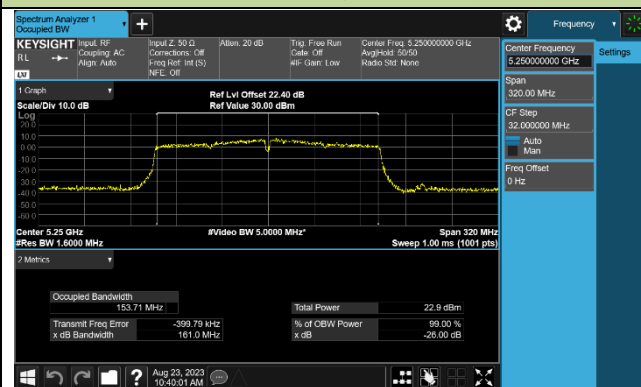 Spectrum Analyzer 1
Occupied BW
Frequency
KEYSIGHT
RL
LXI
Input: RF
Coupling: AC
Align: Auto
Input Z: 50 Ω
Corrections: Off
Freq Ref: Int (S)
NFE: Off
Atten: 20 dB
Trig: Free Run
Gate: Off
#IF Gain: Low
Center Freq: 5.250000000 GHz
Avg|Hold: 50/50
Radio Std: None
Center Frequency
5.250000000 GHz
Settings
Span
320.00 MHz
CF Step
32.000000 MHz
Auto
Man
Freq Offset
0 Hz
1 Graph
Scale/Div 10.0 dB
Ref Lvl Offset 22.40 dB
Ref Value 30.00 dBm
Log
20.0
10.0
0.00
-10.0
-20.0
-30.0
-40.0
-50.0
-60.0
Center 5.25 GHz
#Video BW 5.0000 MHz*
Span 320 MHz
#Res BW 1.6000 MHz
Sweep 1.00 ms (1001 pts)
2 Metrics
Occupied Bandwidth
153.71 MHz
Total Power
22.9 dBm
Transmit Freq Error
-399.79 kHz
% of OBW Power
99.00 %
x dB Bandwidth
161.0 MHz
x dB
-26.00 dB
?
Aug 23, 2023
10:40:01 AM